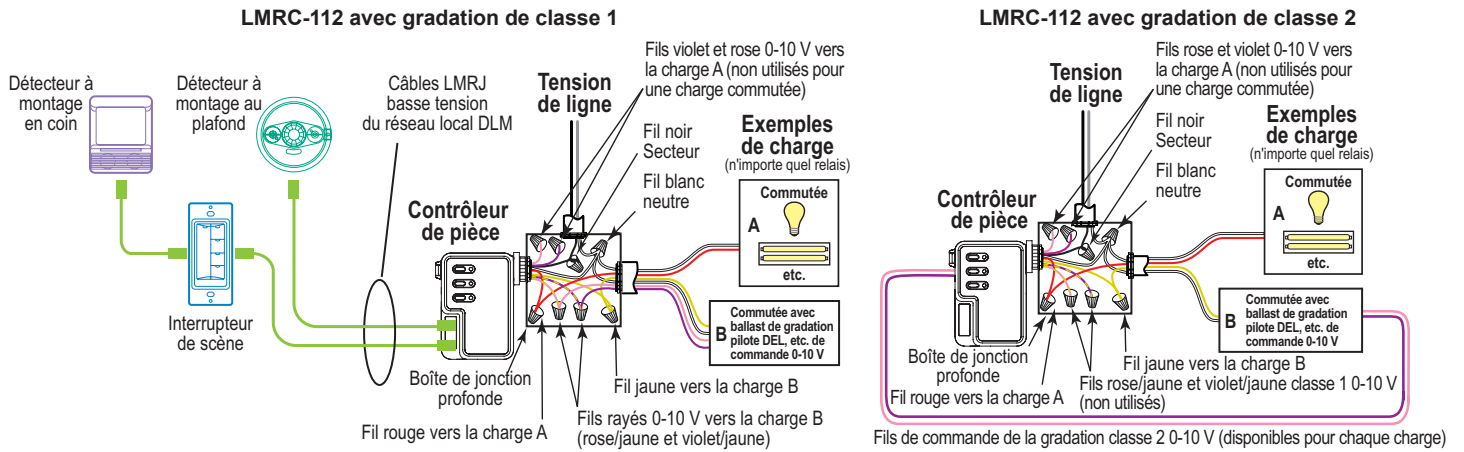 LMRC-112 avec gradation de classe 1
Détecteur à
montage
en coin
Détecteur à
montage au
plafond
Câbles LMRJ
basse tension
du réseau local DLM
Fils violet et rose 0-10 V vers
la charge A (non utilisés pour
une charge commutée)
Tension
de ligne
Fil noir
Secteur
Fil blanc
neutre
Exemples
de charge
(n'importe quel relais)
Commutée
A
etc.
Contrôleur
de pièce
B
Commutée avec
ballast de gradation
pilote DEL, etc. de
commande 0-10 V
Interrupteur
de scène
Boîte de jonction
profonde
Fil jaune vers la charge B
Fil rouge vers la charge A
Fils rayés 0-10 V vers la charge B
(rose/jaune et violet/jaune)
LMRC-112 avec gradation de classe 2
Fils rose et violet 0-10 V vers
la charge A (non utilisés pour
une charge commutée)
Tension
de ligne
Fil noir
Secteur
Fil blanc
neutre
Exemples
de charge
(n'importe quel relais)
Commutée
A
etc.
Contrôleur
de pièce
B
Commutée avec
ballast de gradation
pilote DEL, etc. de
commande 0-10 V
Boîte de jonction
profonde
Fil jaune vers la charge B
Fil rouge vers la charge A
Fils rose/jaune et violet/jaune classe 1 0-10 V
(non utilisés)
Fils de commande de la gradation classe 2 0-10 V (disponibles pour chaque charge)